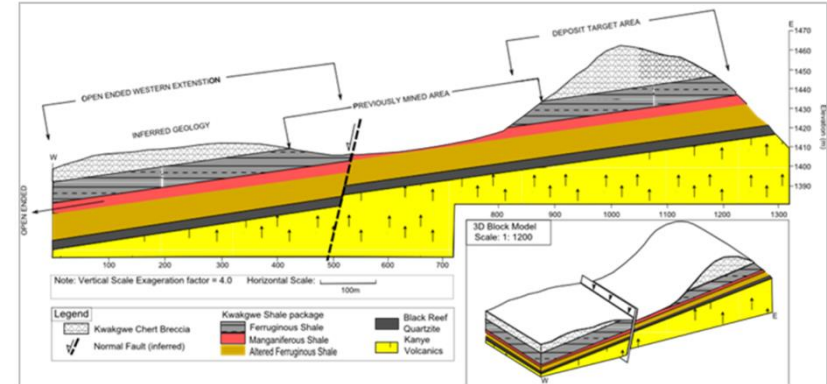 DEPOSIT TARGET AREA
E
1470
1460
1450
1440
1430
1420
1410
1400
1390
Elevation (m)
OPEN ENDED WESTERN EXTENSTION
PREVIOUSLY MINED AREA
INFERRED GEOLOGY
W
OPEN ENDED
100
200
300
400
500
600
700
800
900
1000
1100
1200
1300
Note: Vertical Scale Exageration factor = 4.0
Horizontal Scale:
100m
3D Block Model
Scale: 1: 1200
E
W
Legend
Kwakgwe Chert Breccia
Normal Fault (inferred)
Kwakgwe Shale package
Ferruginous Shale
Manganiferous Shale
Altered Ferruginous Shale
Black Reef
Quartzite
Kanye
Volcanics